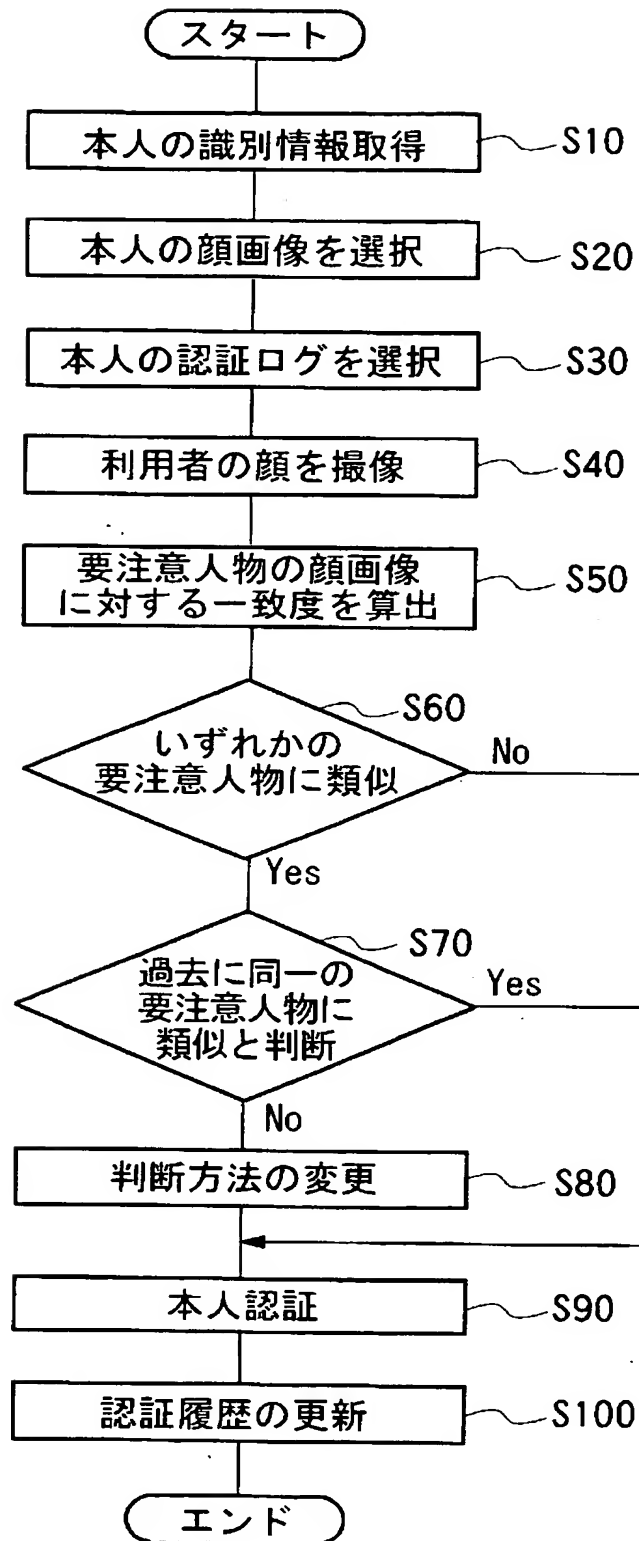 スタート
本人の識別情報取得 S10
本人の顔画像を選択 S20
本人の認証ログを選択 S30
利用者の顔を撮像 S40
要注意人物の顔画像
に対する一致度を算出 S50
S60
いずれかの
要注意人物に類似
No
Yes
S70
過去に同一の
要注意人物に
類似と判断
Yes
No
判断方法の変更 S80
本人認証 S90
認証履歴の更新 S100
エンド